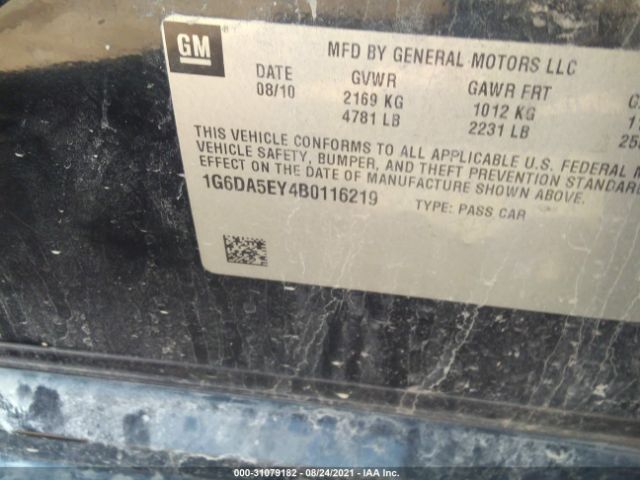 GM
MFD BY GENERAL MOTORS LLC
DATE GVWR GAWR FRT
08/10 2169 KG 1012 KG
4781 LB 2231 LB
THIS VEHICLE CONFORMS TO ALL APPLICABLE U.S. FEDERAL
VEHICLE SAFETY, BUMPER, AND THEFT PREVENTION STANDAR
EFFECT ON THE DATE OF MANUFACTURE SHOWN ABOVE.
1G6DA5EY4B0116219 TYPE: PASS CAR
000-31079182 - 08/24/2021 - IAA Inc.